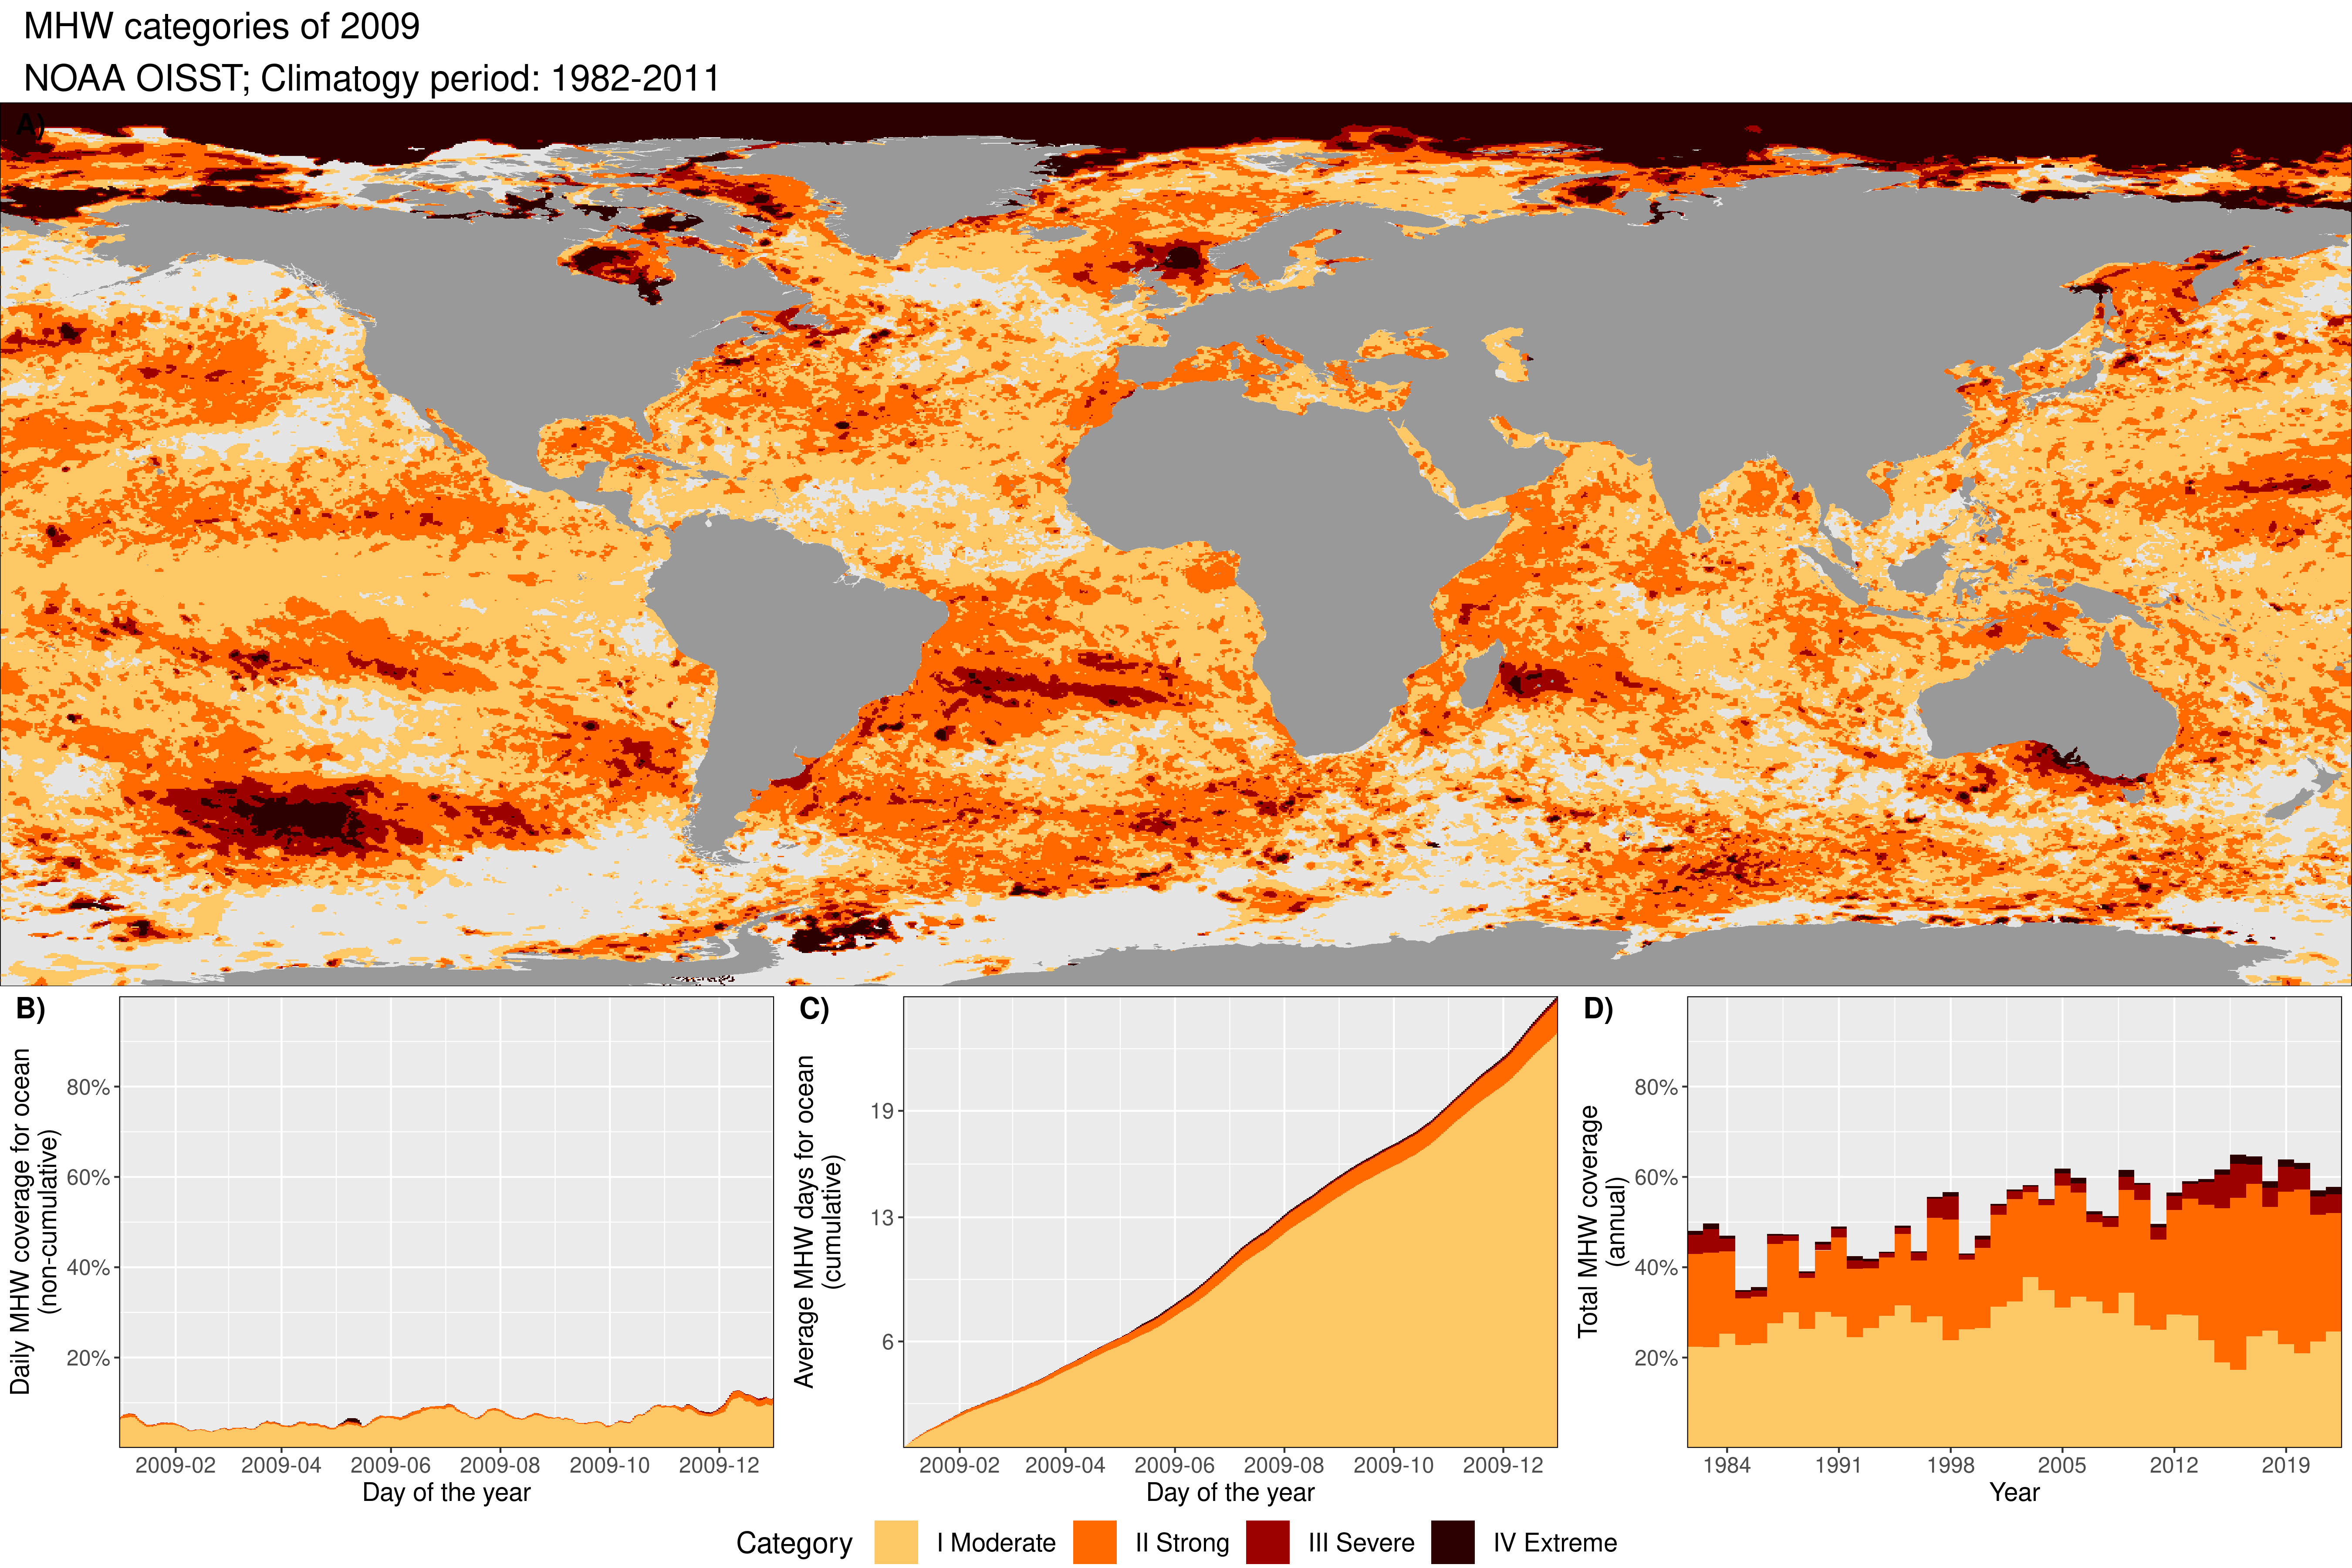 MHW categories of 2009
NOAA OISST; Climatogy period: 1982-2011
A)
B)
Daily MHW coverage for ocean
(non-cumulative)
80%
60%
40%
20%
2009-02 2009-04 2009-06 2009-08 2009-10 2009-12
Day of the year
C)
Average MHW days for ocean
(cumulative)
19
13
6
2009-02 2009-04 2009-06 2009-08 2009-10 2009-12
Day of the year
D)
Total MHW coverage
(annual)
80%
60%
40%
20%
1984 1991 1998 2005 2012 2019
Year
Category I Moderate II Strong III Severe IV Extreme